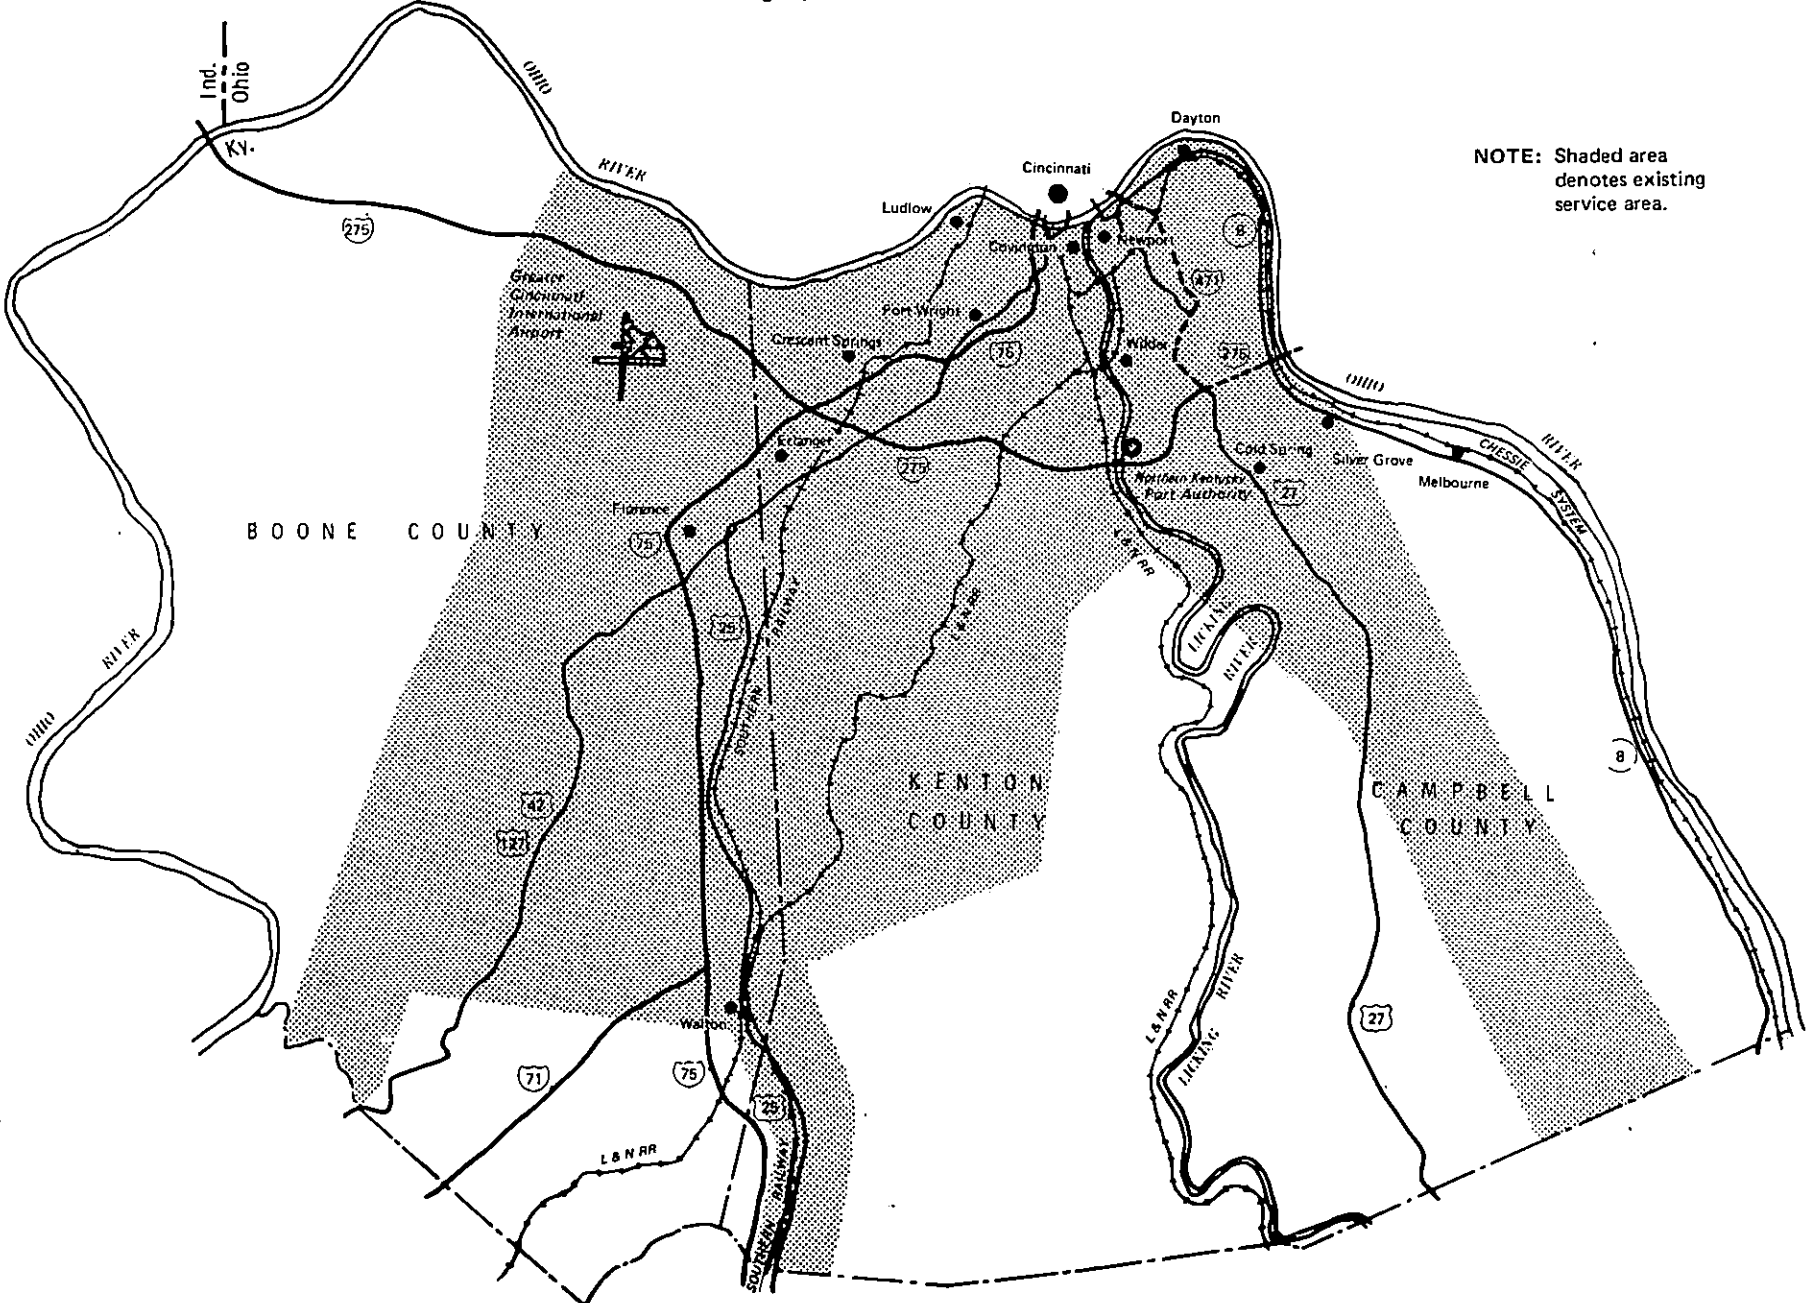 Ind.
Ohio
Ky.
OHIO
RIVER
Dayton
Cincinnati
Ludlow
Covington
Newport
NOTE: Shaded area
denotes existing
service area.
275
8
471
Greater
Cincinnati
International
Airport
Fort Wright
Crescent Springs
75
Wilder
275
OHIO
RIVER
Erlanger
275
Cold Spring
Silver Grove
Melbourne
CHESSIE
SYSTEM
Northern Kentucky
Port Authority
27
Florence
75
BOONE COUNTY
L & N RR
25
RAILWAY
SOUTHERN
L & N RR
LICKING
RIVER
RIVER
OHIO
8
KENTON
COUNTY
CAMPBELL
COUNTY
42
127
Walton
L & N RR
LICKING
RIVER
27
71
75
25
L & N RR
SOUTHERN RAILWAY